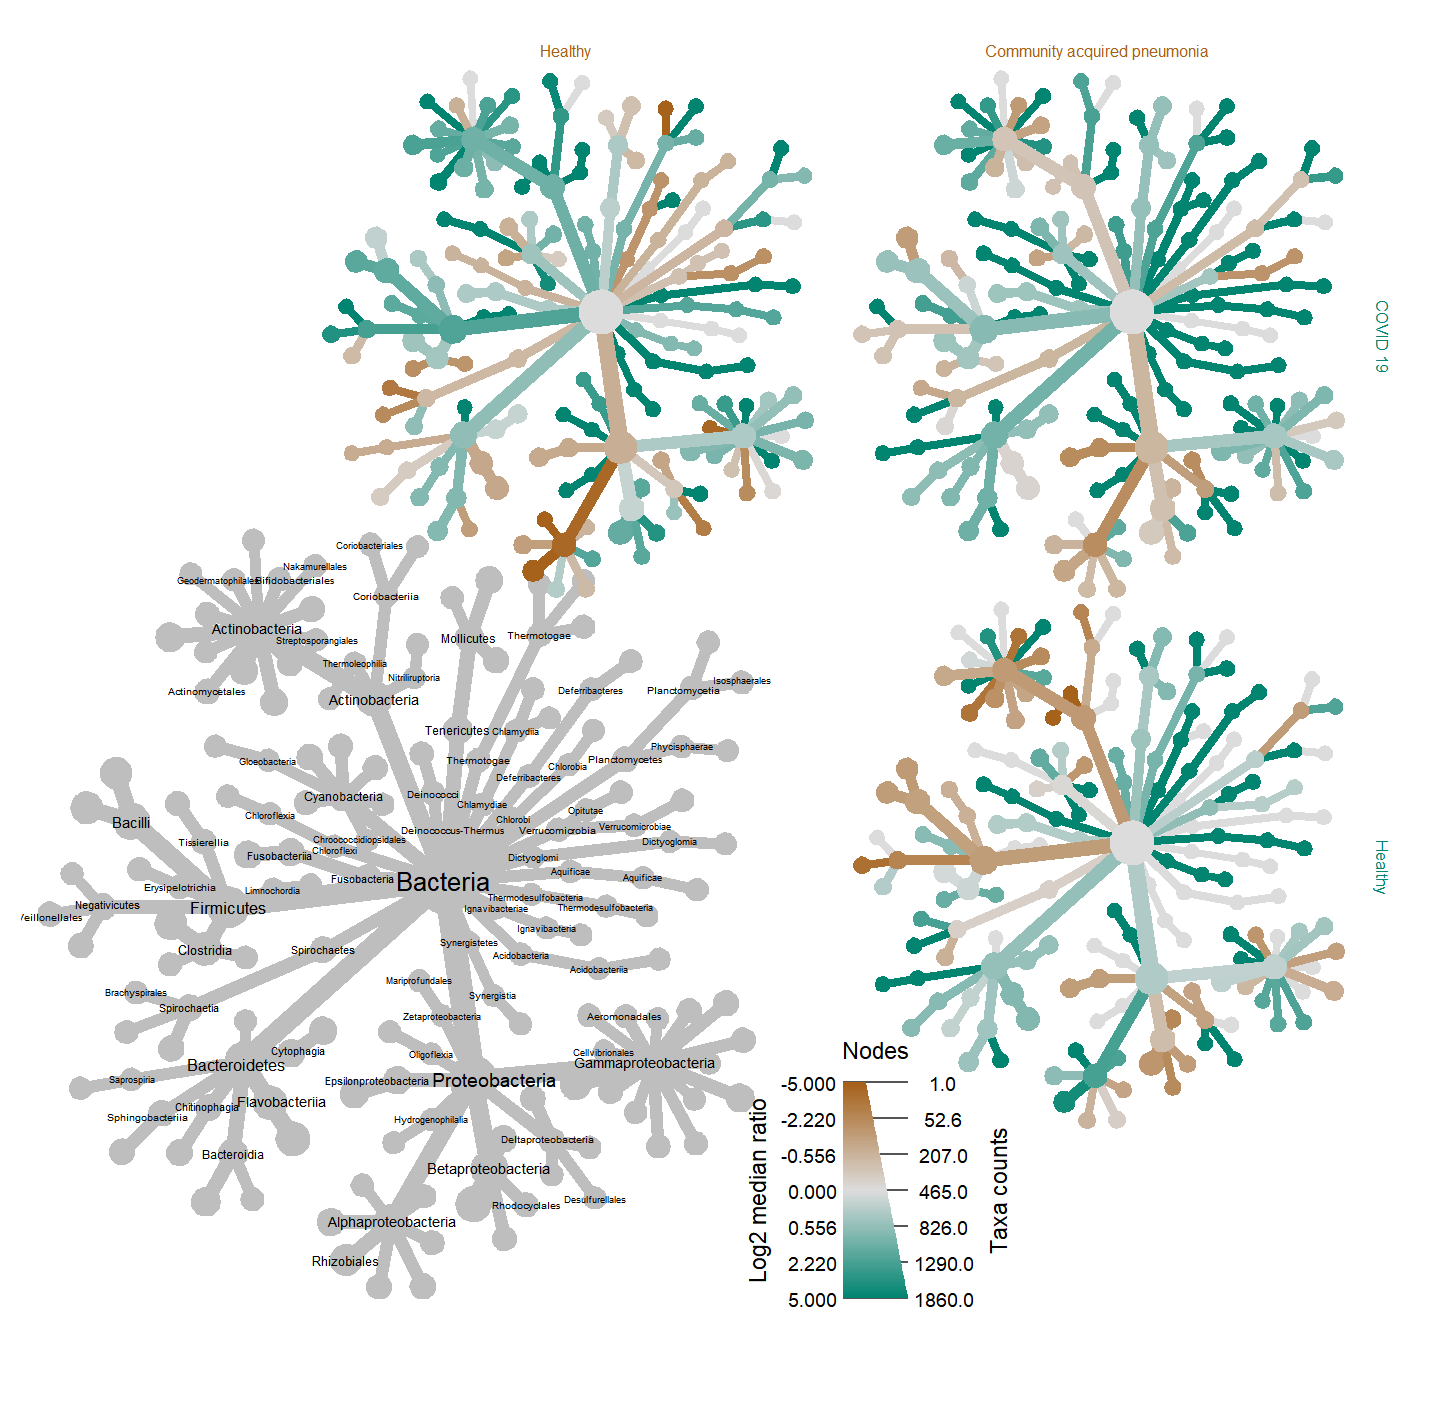 Healthy
Community acquired pneumonia
COVID 19
Healthy
Coriobacteriales
Nakamurellales
Geodermatophilales
Bifidobacteriales
Coriobacteriia
Actinobacteria
Streptosporangiales
Mollicutes
Thermotogae
Thermoleophilia
Nitriliruptoria
Actinomycetales
Actinobacteria
Deferribacteres
Planctomycetia
Isosphaerales
Tenericutes
Chlamydiia
Phycisphaerae
Gloeobacteria
Thermotogae
Chlorobia
Planctomycetes
Deferribacteres
Cyanobacteria
Deinococci
Chlamydiae
Opitutae
Bacilli
Chloroflexia
Chlorobi
Verrucomicrobiae
Deinococcus-Thermus
Verrucomicrobia
Tissierellia
Chroococcidiopsidales
Chloroflexi
Dictyoglomia
Fusobacteriia
Dictyoglomi
Aquificae
Aquificae
Fusobacteria
Bacteria
Erysipelotrichia
Limnochordia
Thermodesulfobacteria
Negativicutes
Firmicutes
Ignavibacteriae
Thermodesulfobacteria
Veillonellales
Ignavibacteria
Clostridia
Spirochaetes
Synergistetes
Acidobacteria
Acidobacteriia
Mariprofundales
Brachyspirales
Synergistia
Spirochaetia
Zetaproteobacteria
Aeromonadales
Cytophagia
Oligoflexia
Cellvibrionales
Bacteroidetes
Gammaproteobacteria
Saprospiria
Epsilonproteobacteria
Proteobacteria
Chitinophagia
Flavobacteriia
Sphingobacteriia
Hydrogenophilalia
Deltaproteobacteria
Bacteroidia
Betaproteobacteria
Rhodocyclales
Desulfurellales
Alphaproteobacteria
Rhizobiales
Nodes
Log2 median ratio
Taxa counts
-5.000 1.0
-2.220 52.6
-0.556 207.0
0.000 465.0
0.556 826.0
2.220 1290.0
5.000 1860.0